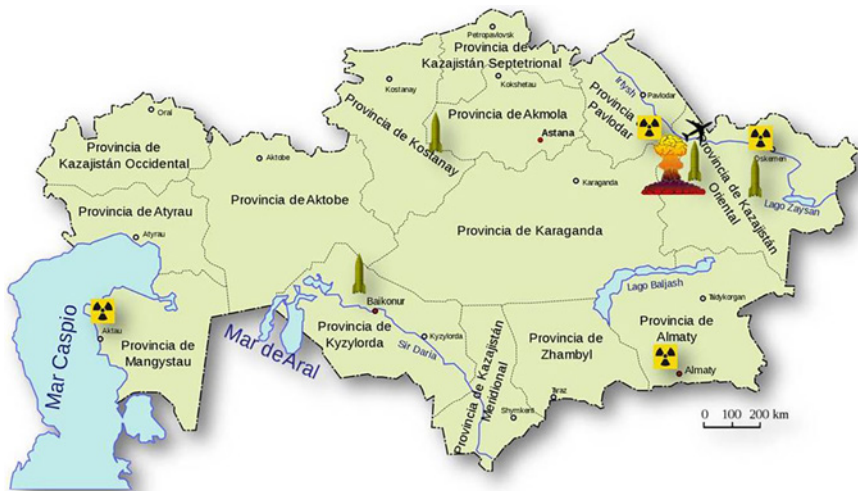 Petropavlovsk
Provincia de
Kazajistán Septetrional
Kostanay
Kokshetau
Irtysh
Pavlodar
Provincia
Pavlodar
Oral
Provincia de
Kazajistán Occidental
Provincia de Kostanay
Provincia de Akmola
Astana
Aktobe
Oskemen
Provincia de Kazajistán
Oriental
Karaganda
Provincia de Aktobe
Provincia de Atyrau
Lago Zaysan
Atyrau
Provincia de Karaganda
Mar Caspio
Baikonur
Lago Baljash
Taldykorgan
Aktau
Provincia de
Mangystau
Mar de Aral
Provincia de
Kyzylorda
Kyzylorda
Sir Daria
Provincia de Kazajistán
Meridional
Provincia de
Zhambyl
Provincia de
Almaty
Almaty
Taraz
Shymkent
0 100 200 km